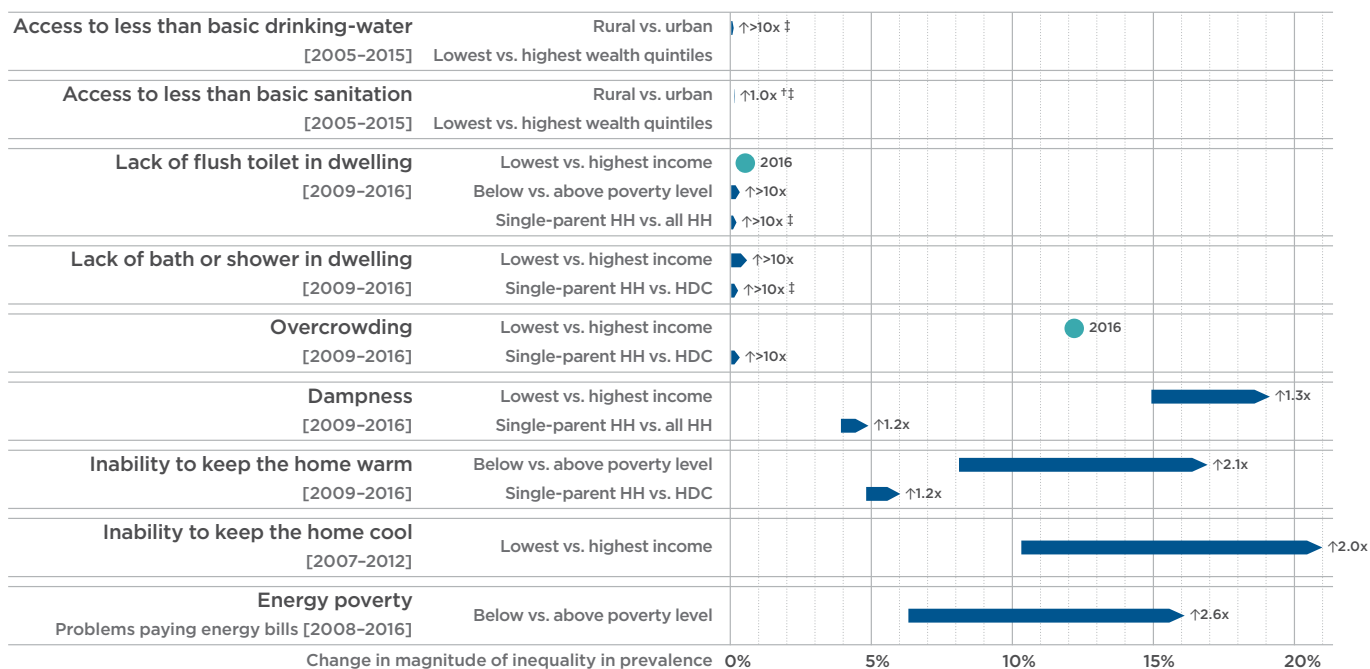 Access to less than basic drinking-water Rural vs. urban ↑>10x ‡
[2005–2015] Lowest vs. highest wealth quintiles
Access to less than basic sanitation Rural vs. urban ↑1.0x †‡
[2005–2015] Lowest vs. highest wealth quintiles
Lack of flush toilet in dwelling Lowest vs. highest income 2016
[2009–2016] Below vs. above poverty level ↑>10x
Single-parent HH vs. all HH ↑>10x ‡
Lack of bath or shower in dwelling Lowest vs. highest income ↑>10x
[2009–2016] Single-parent HH vs. HDC ↑>10x ‡
Overcrowding Lowest vs. highest income 2016
[2009–2016] Single-parent HH vs. HDC ↑>10x
Dampness Lowest vs. highest income ↑1.3x
[2009–2016] Single-parent HH vs. all HH ↑1.2x
Inability to keep the home warm Below vs. above poverty level ↑2.1x
[2009–2016] Single-parent HH vs. HDC ↑1.2x
Inability to keep the home cool
Lowest vs. highest income ↑2.0x
[2007–2012]
Energy poverty
Below vs. above poverty level ↑2.6x
Problems paying energy bills [2008–2016]
Change in magnitude of inequality in prevalence 0% 5% 10% 15% 20%